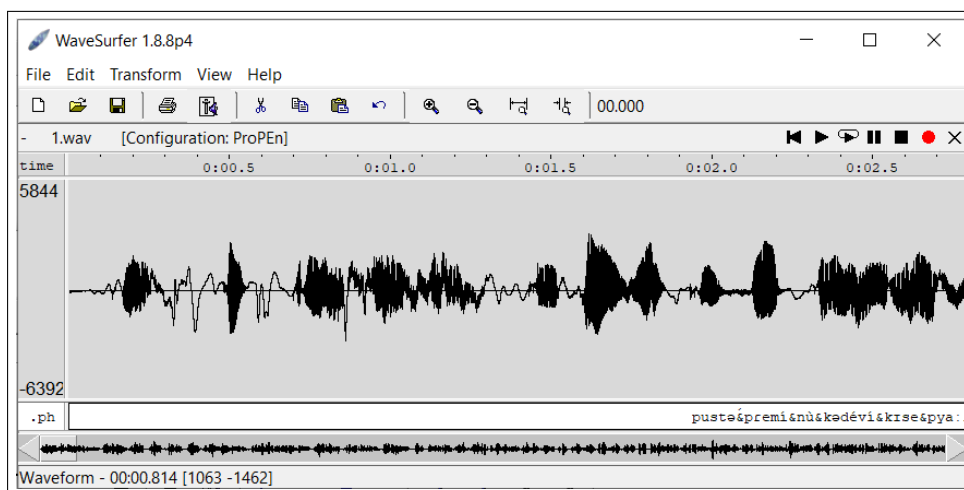 WaveSurfer 1.8.8p4
File Edit Transform View Help
00.000
- 1.wav [Configuration: ProPEn]
time 0:00.5 0:01.0 0:01.5 0:02.0 0:02.5
5844
-6392
.ph pustə&premi&nù&kədévi&kɪse&pya:
Waveform - 00:00.814 [1063 -1462]